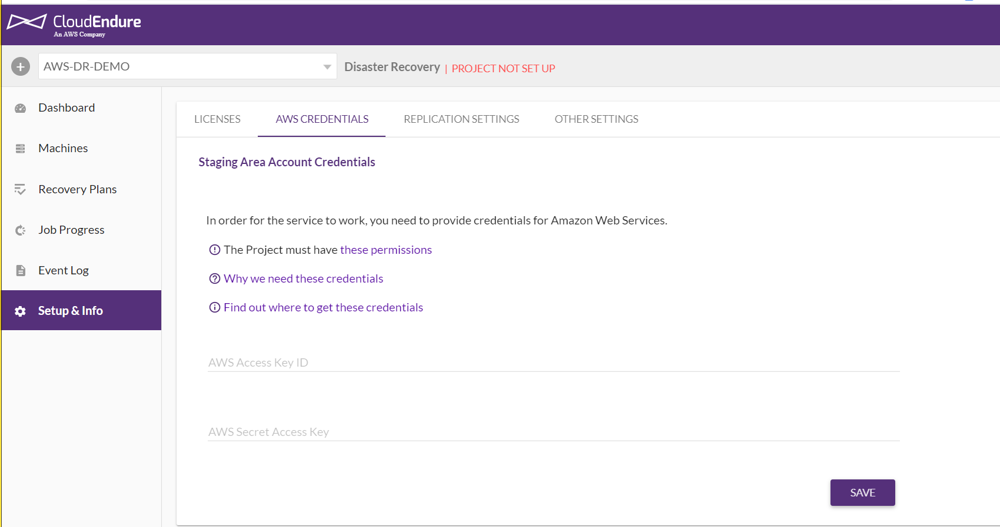 CloudEndure
An AWS Company
AWS-DR-DEMO
Disaster Recovery | PROJECT NOT SET UP
Dashboard
Machines
Recovery Plans
Job Progress
Event Log
Setup & Info
LICENSES
AWS CREDENTIALS
REPLICATION SETTINGS
OTHER SETTINGS
Staging Area Account Credentials
In order for the service to work, you need to provide credentials for Amazon Web Services.
The Project must have these permissions
Why we need these credentials
Find out where to get these credentials
AWS Access Key ID
AWS Secret Access Key
SAVE